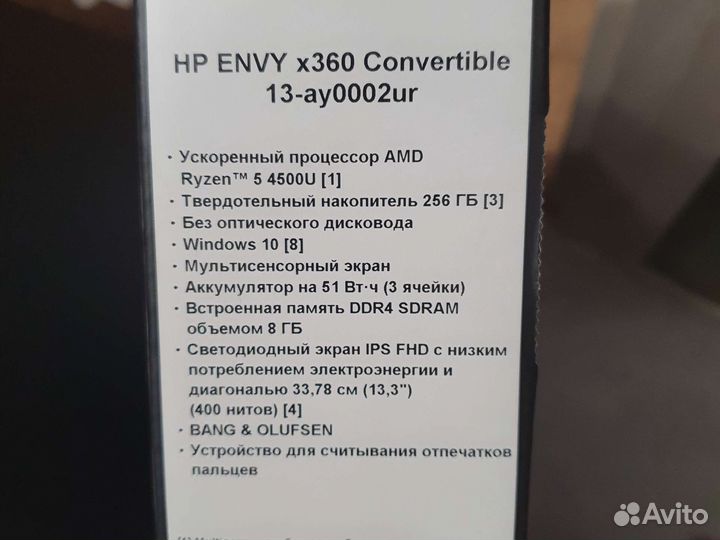 HP ENVY x360 Convertible
13-ay0002ur
· Ускоренный процессор AMD
Ryzen™ 5 4500U [1]
· Твердотельный накопитель 256 ГБ [3]
· Без оптического дисковода
· Windows 10 [8]
· Мультисенсорный экран
· Аккумулятор на 51 Вт·ч (3 ячейки)
· Встроенная память DDR4 SDRAM
объемом 8 ГБ
· Светодиодный экран IPS FHD с низким
потреблением электроэнергии и
диагональю 33,78 см (13,3")
(400 нитов) [4]
· BANG & OLUFSEN
· Устройство для считывания отпечатков
пальцев
Avito